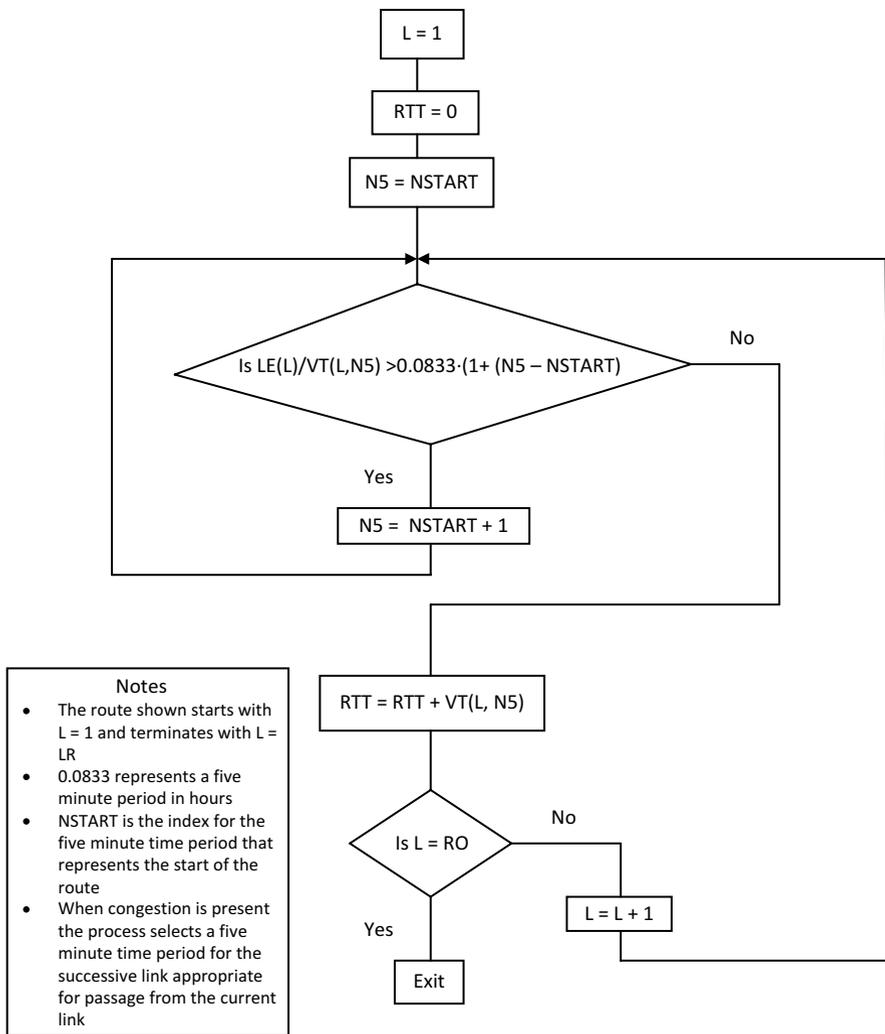 L = 1
RTT = 0
N5 = NSTART
Is LE(L)/VT(L,N5) >0.0833·(1+ (N5 – NSTART)
No
Yes
N5 = NSTART + 1
RTT = RTT + VT(L, N5)
Is L = RO
No
L = L + 1
Yes
Exit
Notes
• The route shown starts with
L = 1 and terminates with L =
LR
• 0.0833 represents a five
minute period in hours
• NSTART is the index for the
five minute time period that
represents the start of the
route
• When congestion is present
the process selects a five
minute time period for the
successive link appropriate
for passage from the current
link